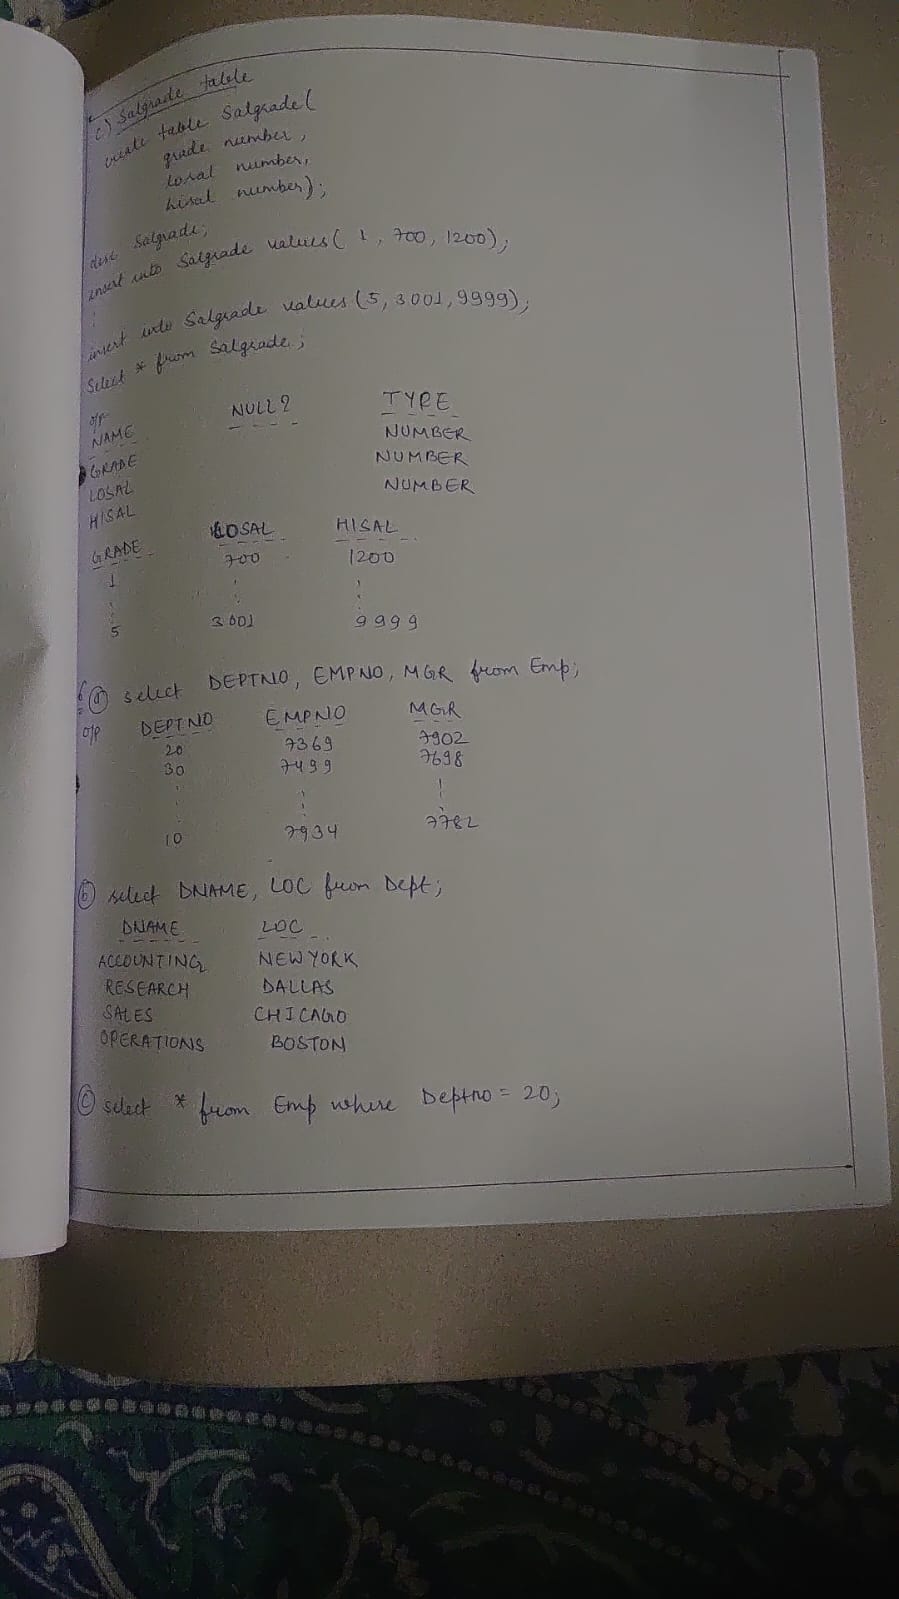 c) Salgrade table
create table Salgrade(
grade number,
losal number,
hisal number);
desc Salgrade;
insert into Salgrade values( 1, 700, 1200);
insert into Salgrade values (5, 3001, 9999);
Select * from Salgrade;
o/p
NAME NULL? TYPE
GRADE NUMBER
LOSAL NUMBER
HISAL NUMBER
GRADE LOSAL HISAL
1 700 1200
5 3001 9999
6 (a) select DEPTNO, EMPNO, MGR from Emp;
o/p DEPTNO EMPNO MGR
20 7369 7902
30 7499 7698
10 7934 7782
(b) select DNAME, LOC from Dept;
DNAME LOC
ACCOUNTING NEW YORK
RESEARCH DALLAS
SALES CHICAGO
OPERATIONS BOSTON
(c) select * from Emp where Deptno = 20;